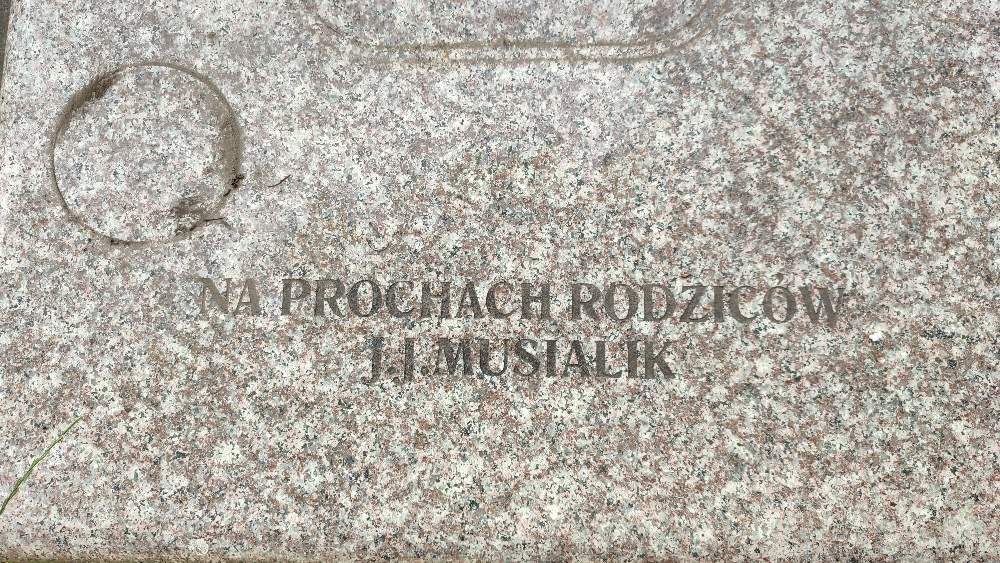 NA PROCHACH RODZICÓW
J.J.MUSIALIK